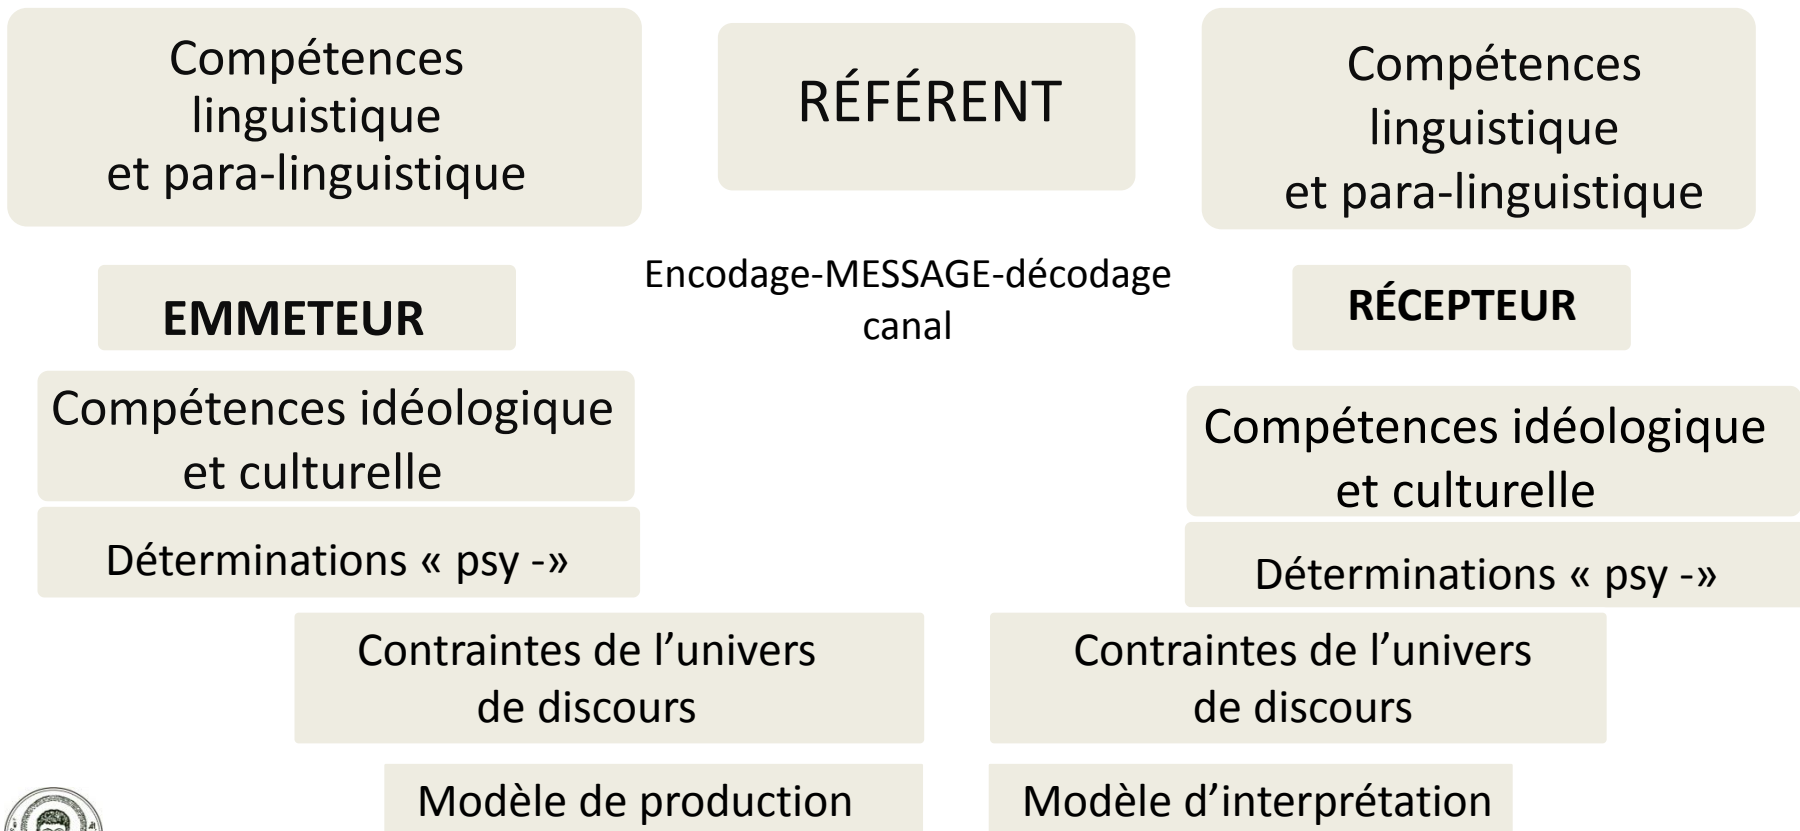 Compétences
linguistique
et para-linguistique
RÉFÉRENT
Compétences
linguistique
et para-linguistique
Encodage-MESSAGE-décodage
canal
EMMETEUR
RÉCEPTEUR
Compétences idéologique
et culturelle
Compétences idéologique
et culturelle
Déterminations « psy -»
Déterminations « psy -»
Contraintes de l’univers
de discours
Contraintes de l’univers
de discours
Modèle de production
Modèle d’interprétation